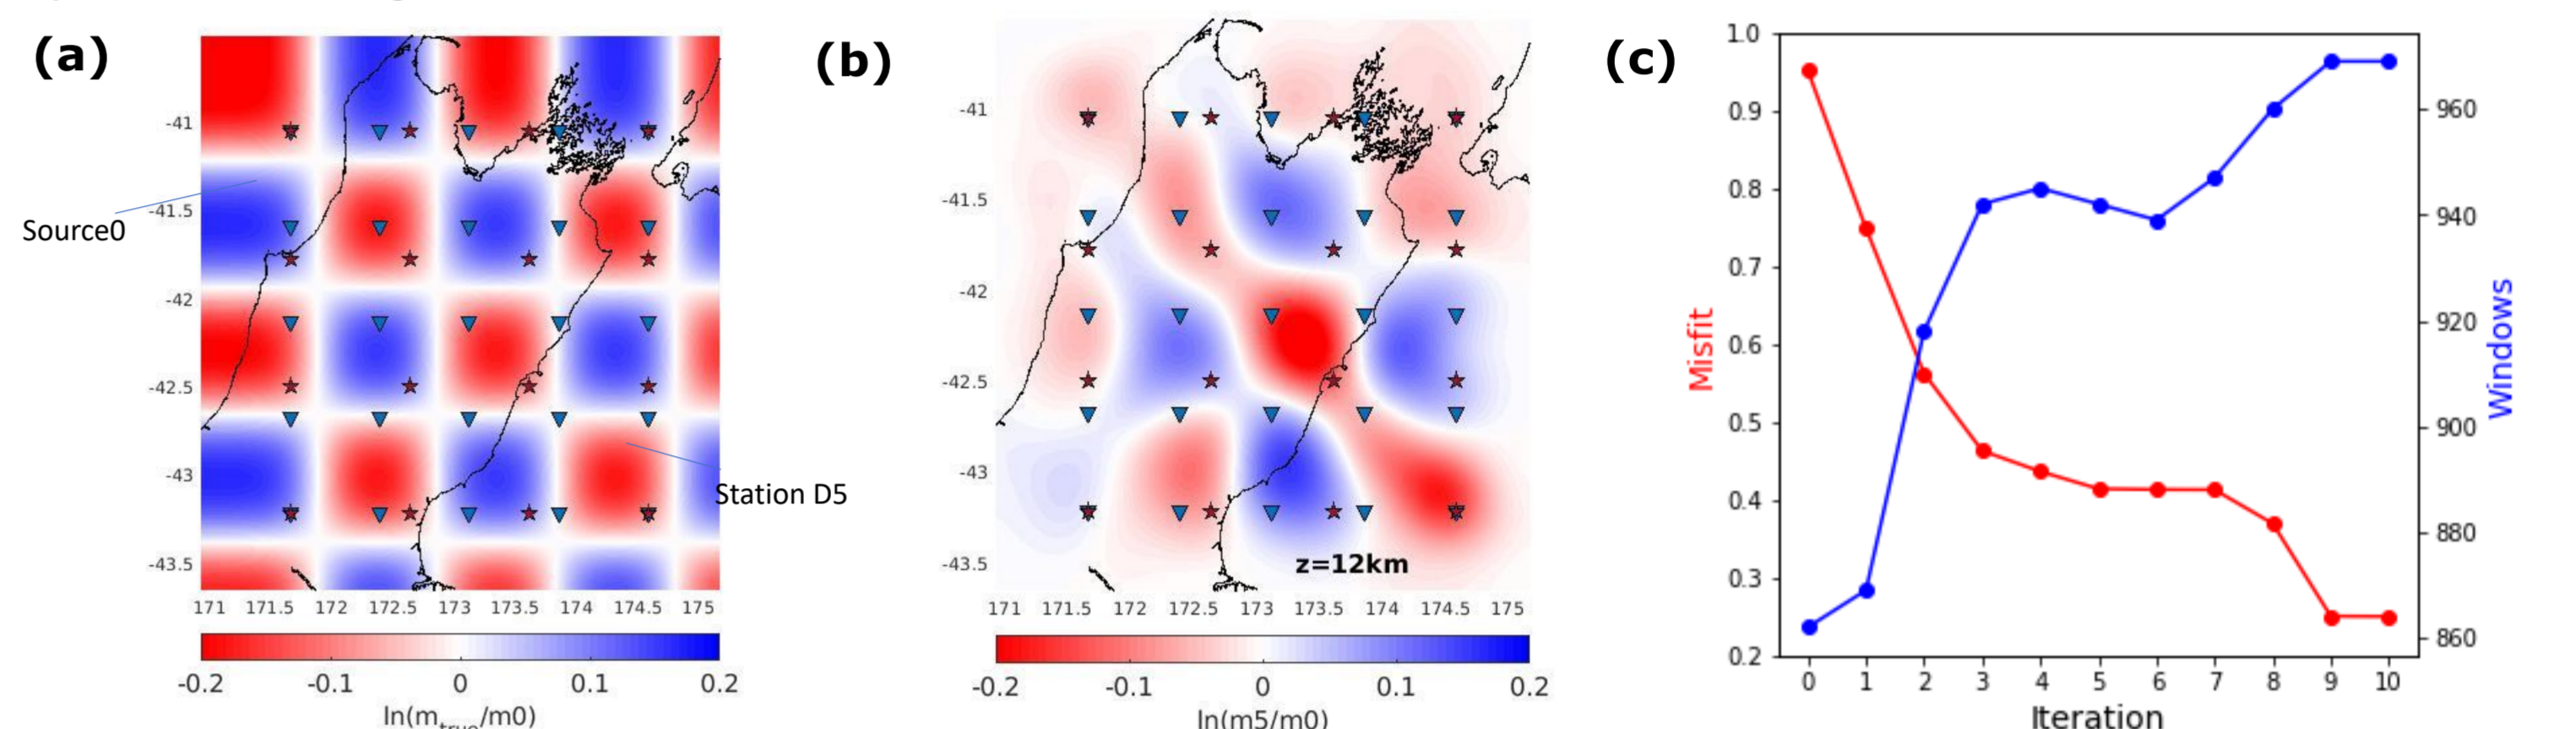 (a)
-41
-41.5
-42
-42.5
-43
-43.5
171 171.5 172 172.5 173 173.5 174 174.5 175
-0.2 -0.1 0 0.1 0.2
ln(m_true/m0)
Source0
Station D5
(b)
-41
-41.5
-42
-42.5
-43
-43.5
z=12km
171 171.5 172 172.5 173 173.5 174 174.5 175
-0.2 -0.1 0 0.1 0.2
ln(m5/m0)
(c)
1.0
0.9
0.8
0.7
0.6
0.5
0.4
0.3
0.2
Misfit
960
940
920
900
880
860
Windows
0 1 2 3 4 5 6 7 8 9 10
Iteration